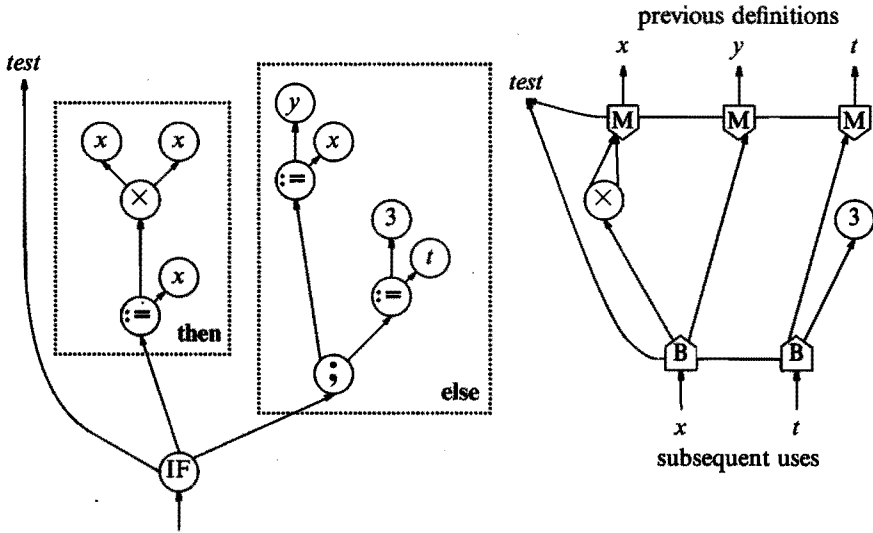 previous definitions
x y t
test
test
M M M
y
x x
x
×
:=
×
3
3
t
x
:=
:=
then
B B
;
else
x t
IF
subsequent uses